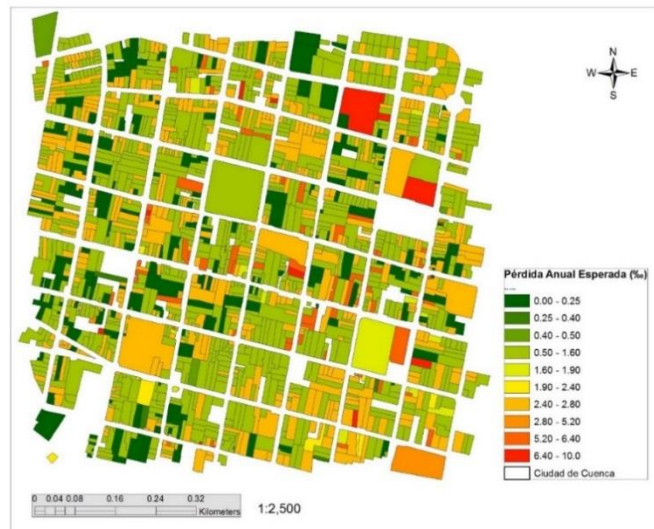 N
W E
S
Pérdida Anual Esperada (‰)
0.00 - 0.25
0.25 - 0.40
0.40 - 0.50
0.50 - 1.60
1.60 - 1.90
1.90 - 2.40
2.40 - 2.80
2.80 - 5.20
5.20 - 6.40
6.40 - 10.0
Ciudad de Cuenca
0 0.04 0.08 0.16 0.24 0.32
Kilometers
1:2,500